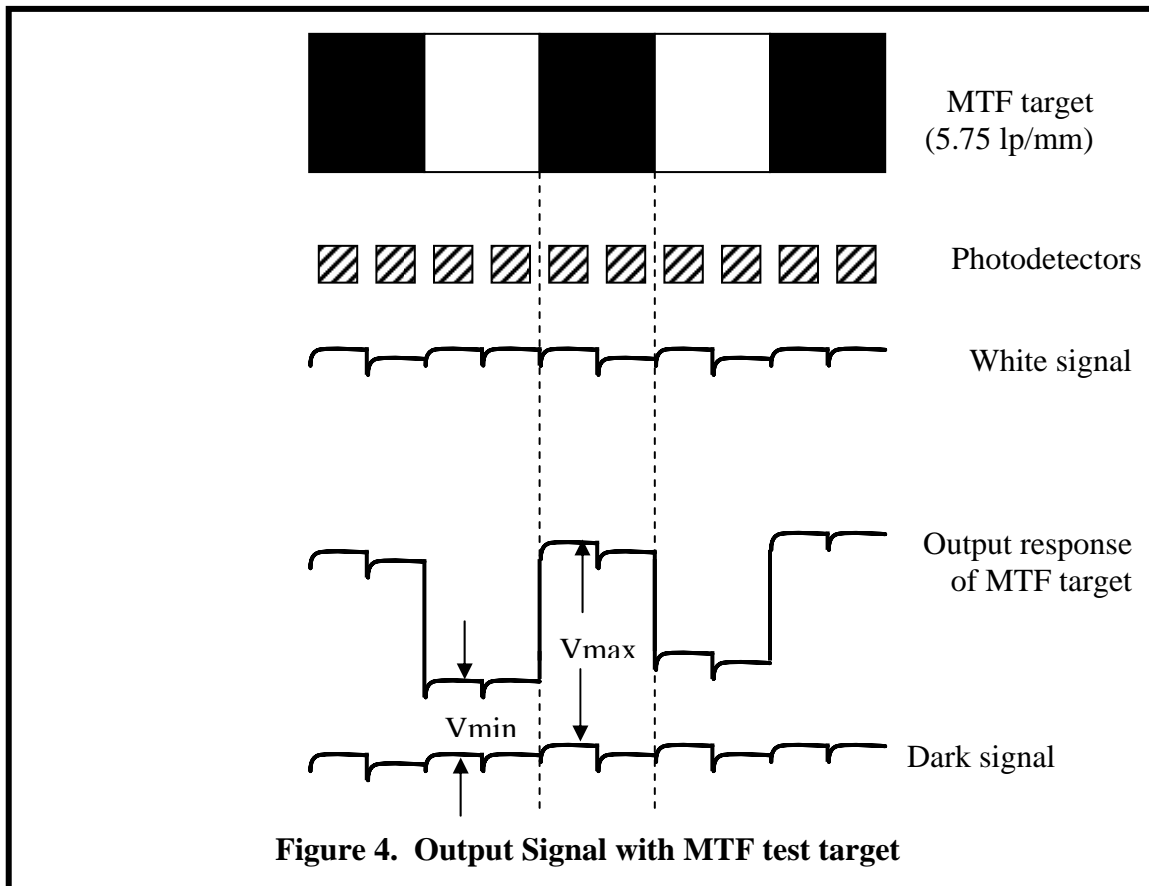 MTF target
(5.75 lp/mm)
Photodetectors
White signal
Output response
of MTF target
Vmax
Vmin
Dark signal
Figure 4. Output Signal with MTF test target